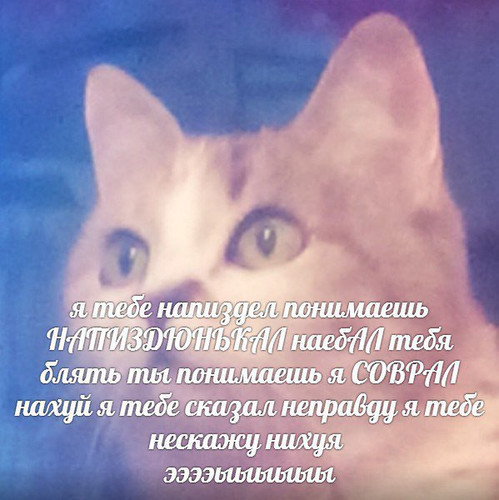 я тебе напиздел понимаешь
НАПИЗДЮНЬКАЛ наебАЛ тебя
блять ты понимаешь я СОВРАЛ
нахуй я тебе сказал неправду я тебе
нескажу нихуя
ээээыыыыыы